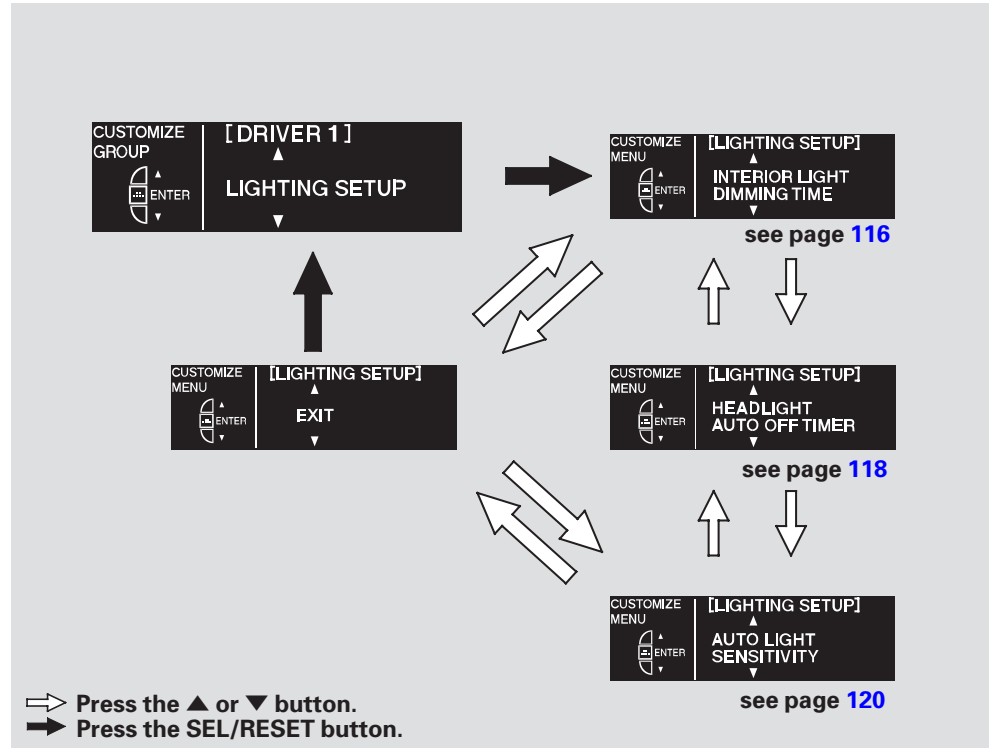 CUSTOMIZE
GROUP
ENTER
[DRIVER 1]
▲
LIGHTING SETUP
▼
CUSTOMIZE
MENU
ENTER
[LIGHTING SETUP]
▲
INTERIOR LIGHT
DIMMING TIME
▼
see page 116
CUSTOMIZE
MENU
ENTER
[LIGHTING SETUP]
▲
EXIT
▼
CUSTOMIZE
MENU
ENTER
[LIGHTING SETUP]
▲
HEADLIGHT
AUTO OFF TIMER
▼
see page 118
CUSTOMIZE
MENU
ENTER
[LIGHTING SETUP]
▲
AUTO LIGHT
SENSITIVITY
▼
see page 120
Press the ▲ or ▼ button.
Press the SEL/RESET button.